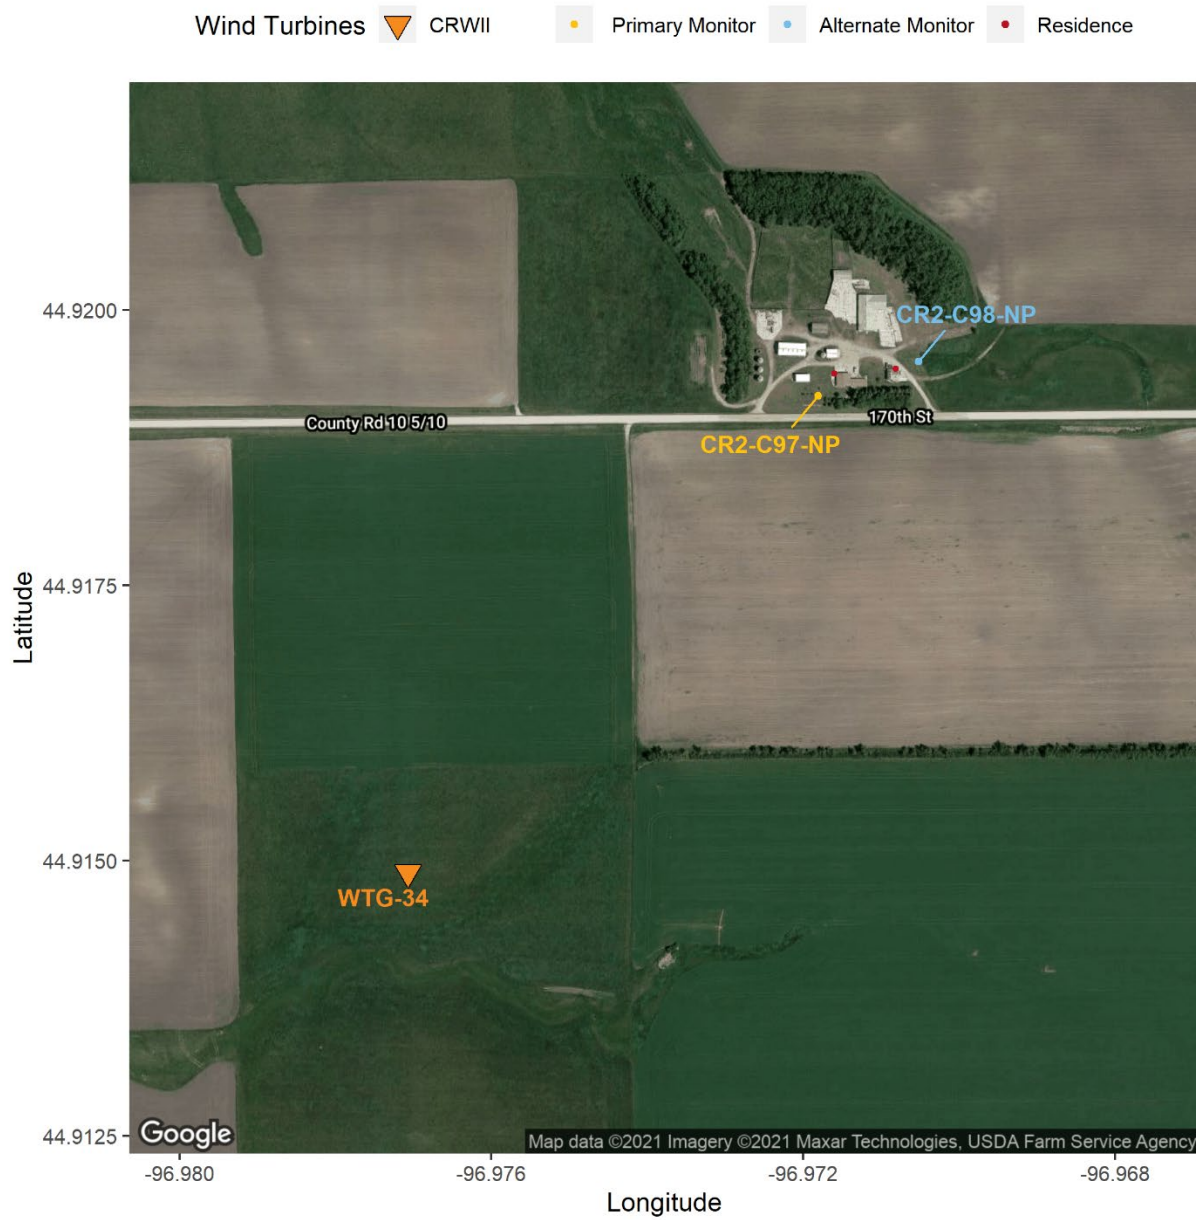 Wind Turbines CRWII Primary Monitor Alternate Monitor Residence
44.9200
CR2-C98-NP
County Rd 10 5/10
170th St
CR2-C97-NP
44.9175
Latitude
44.9150
WTG-34
44.9125
Google
Map data ©2021 Imagery ©2021 Maxar Technologies, USDA Farm Service Agency
-96.980 -96.976 -96.972 -96.968
Longitude